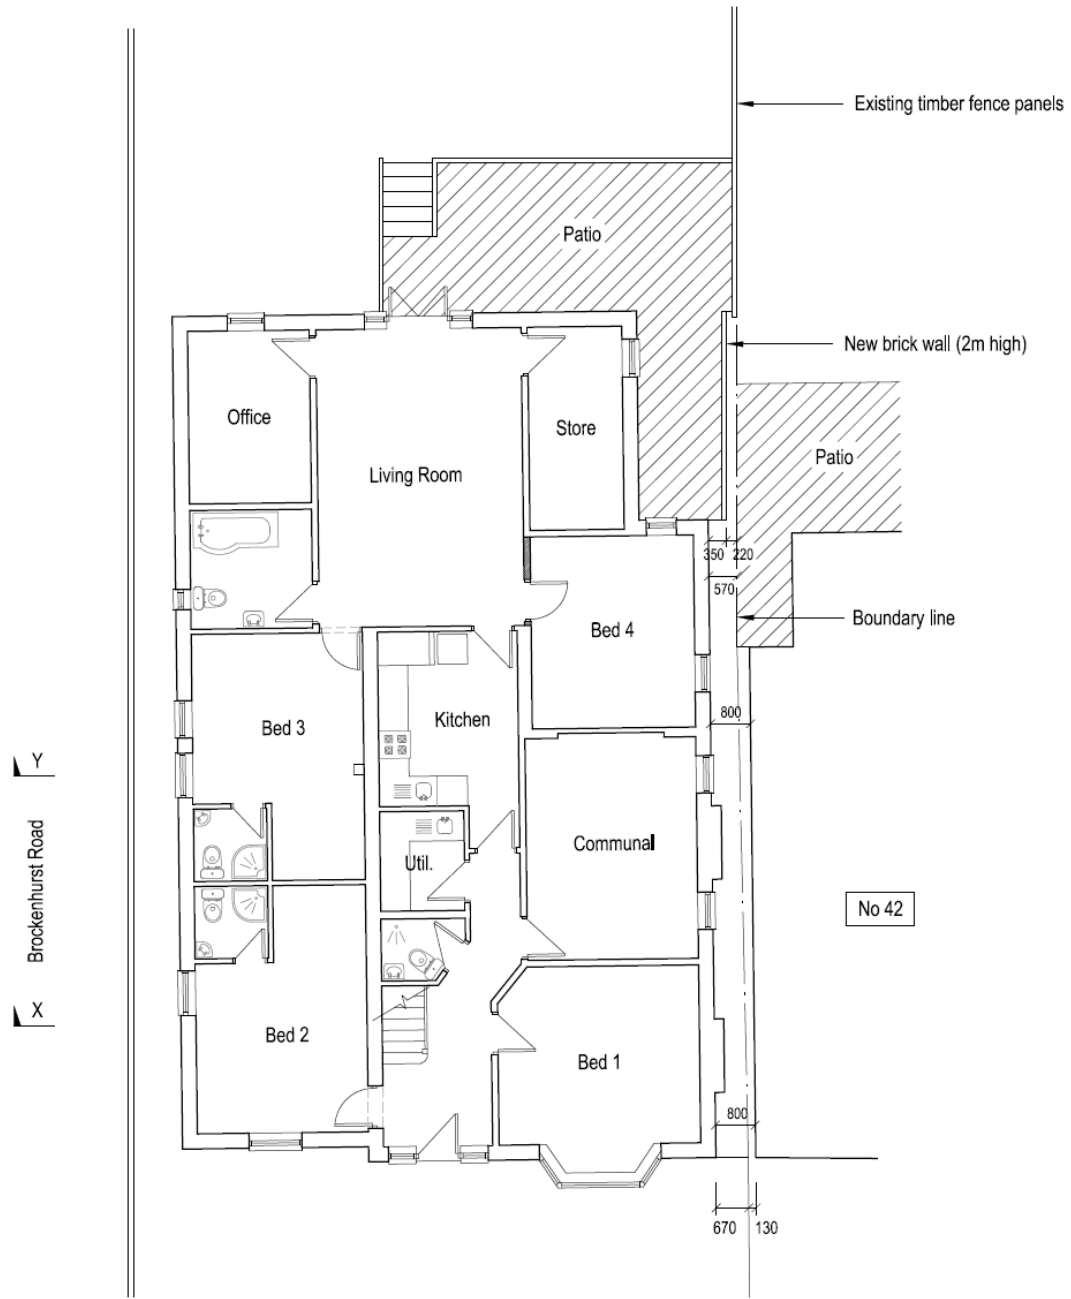 Existing timber fence panels
Patio
New brick wall (2m high)
Office
Store
Patio
Living Room
350 220
570
Boundary line
Bed 4
800
Kitchen
Bed 3
Y
Brockenhurst Road
Communal
Util.
No 42
X
Bed 2
Bed 1
800
670 130